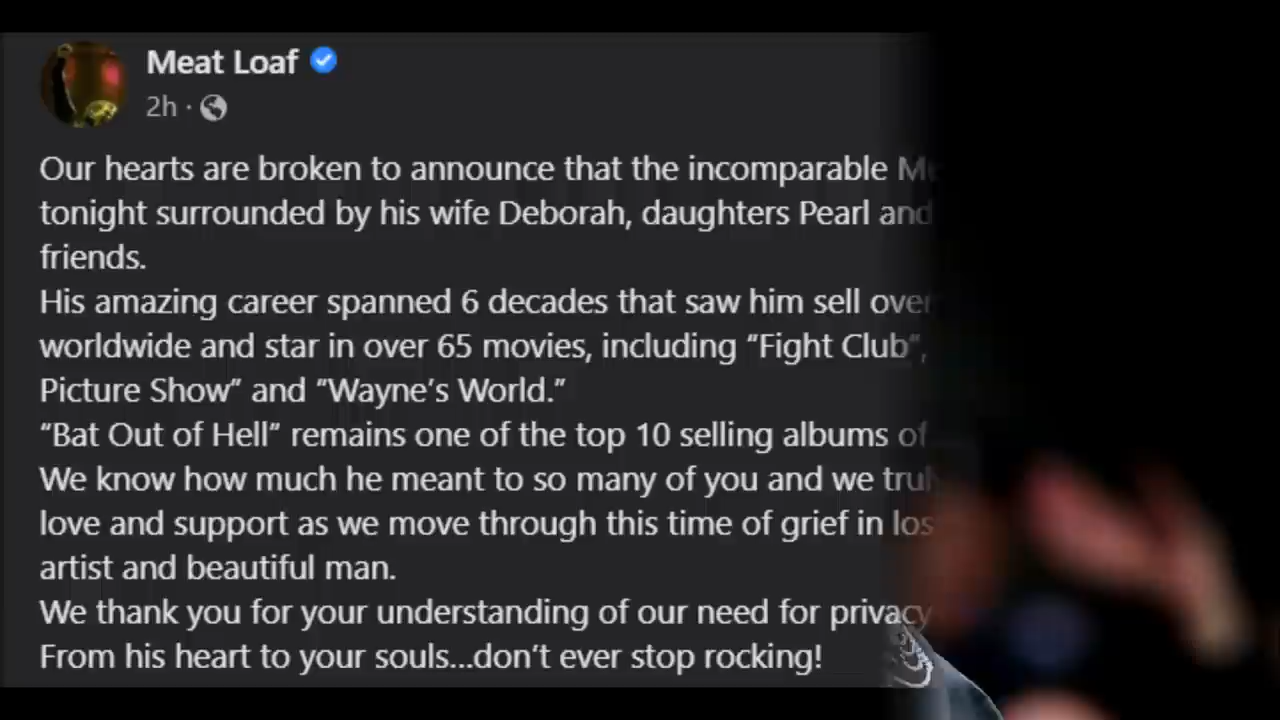 Meat Loaf
2h ·
Our hearts are broken to announce that the incomparable
tonight surrounded by his wife Deborah, daughters Pearl and
friends.
His amazing career spanned 6 decades that saw him sell over
worldwide and star in over 65 movies, including “Fight Club”,
Picture Show” and “Wayne’s World.”
“Bat Out of Hell” remains one of the top 10 selling albums of
We know how much he meant to so many of you and we
love and support as we move through this time of grief in
artist and beautiful man.
We thank you for your understanding of our need for privacy
From his heart to your souls...don’t ever stop rocking!